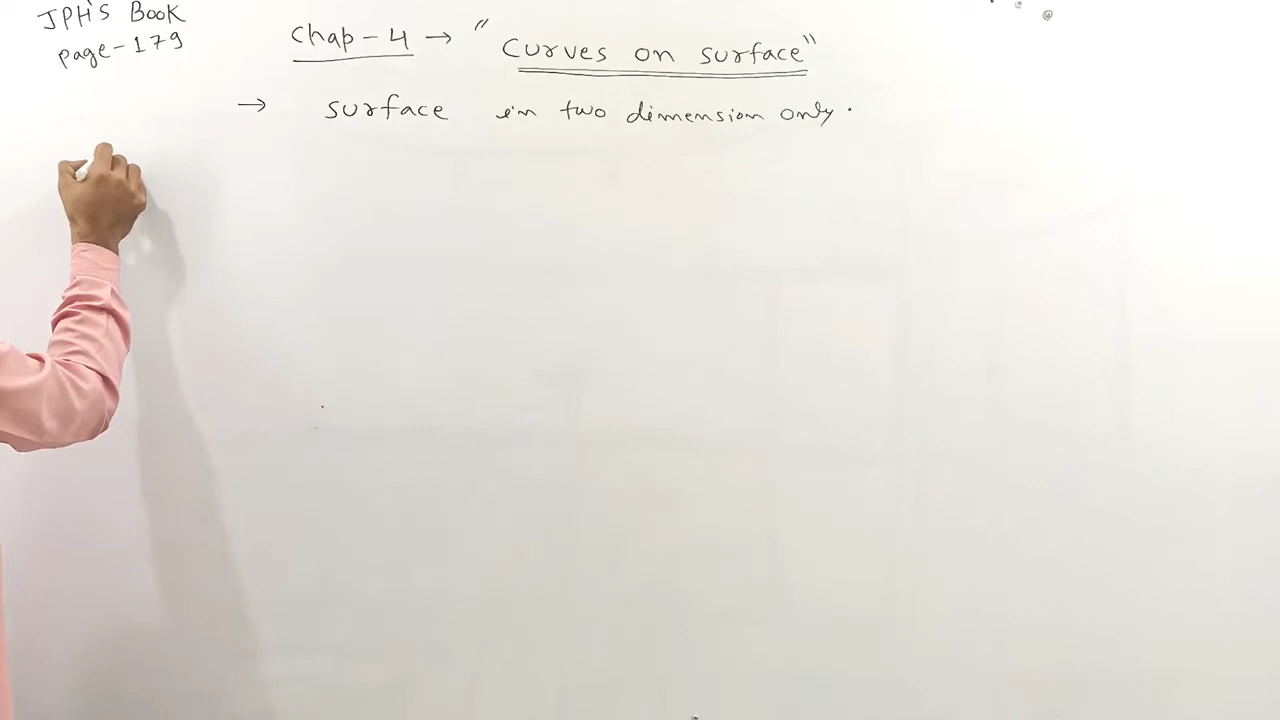 JPH'S Book
page-179
Chap-4 → "Curves on surface"
→ surface in two dimension only.